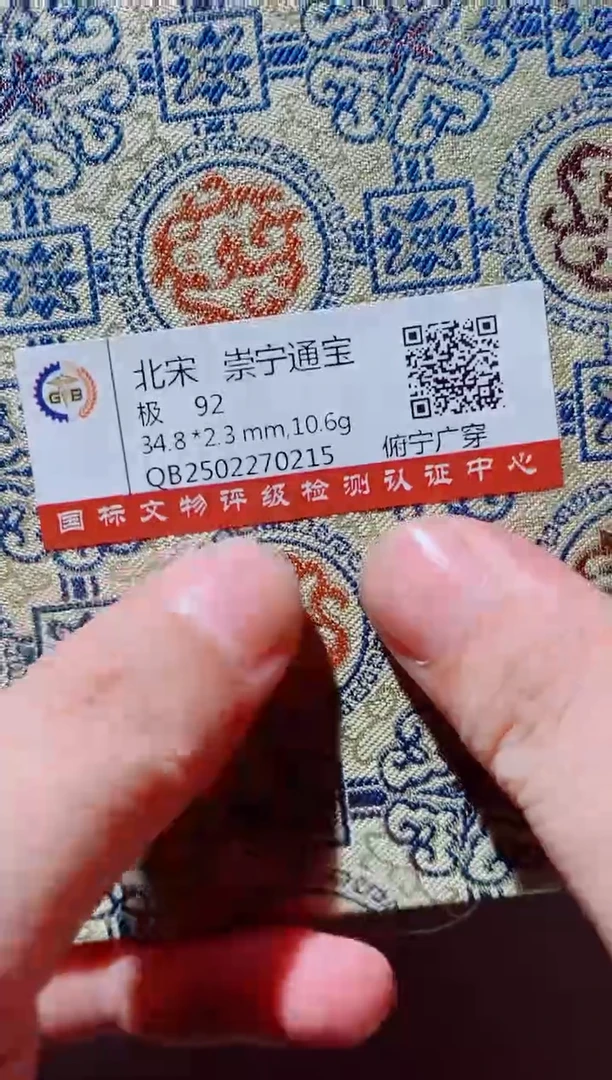 北宋 崇宁通宝
极 92
34.8*2.3 mm,10.6g
俯宁广穿
QB2502270215
国标文物评级检测认证中心
GB